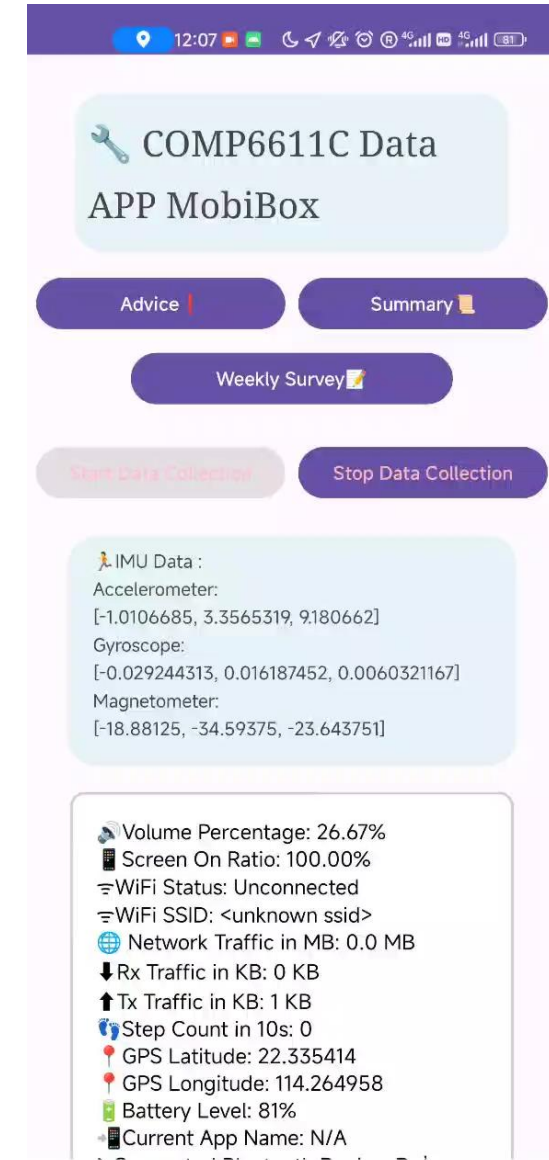 12:07 4G HD 4G 81
🔧 COMP6611C Data
APP MobiBox
Advice❗ Summary📜
Weekly Survey📝
Start Data Collection Stop Data Collection
🏃IMU Data :
Accelerometer:
[-1.0106685, 3.3565319, 9.180662]
Gyroscope:
[-0.029244313, 0.016187452, 0.0060321167]
Magnetometer:
[-18.88125, -34.59375, -23.643751]
🔊Volume Percentage: 26.67%
📱Screen On Ratio: 100.00%
WiFi Status: Unconnected
WiFi SSID: <unknown ssid>
🌐 Network Traffic in MB: 0.0 MB
⬇Rx Traffic in KB: 0 KB
⬆Tx Traffic in KB: 1 KB
👣Step Count in 10s: 0
📍GPS Latitude: 22.335414
📍GPS Longitude: 114.264958
🔋Battery Level: 81%
📲Current App Name: N/A